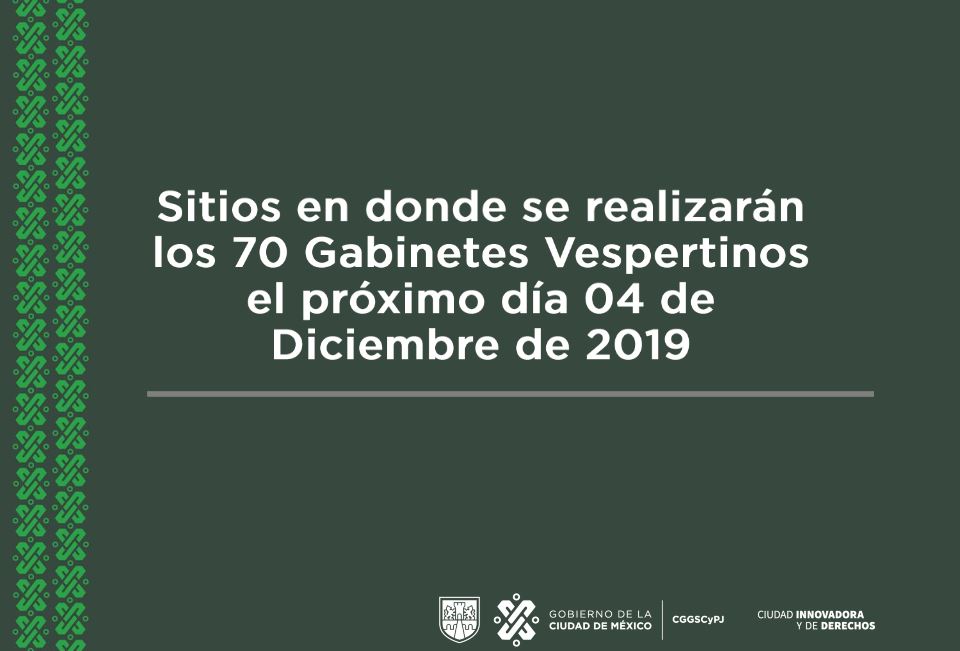 Sitios en donde se realizarán
los 70 Gabinetes Vespertinos
el próximo día 04 de
Diciembre de 2019
GOBIERNO DE LA
CIUDAD DE MÉXICO
CGGSCyPJ
CIUDAD INNOVADORA
Y DE DERECHOS